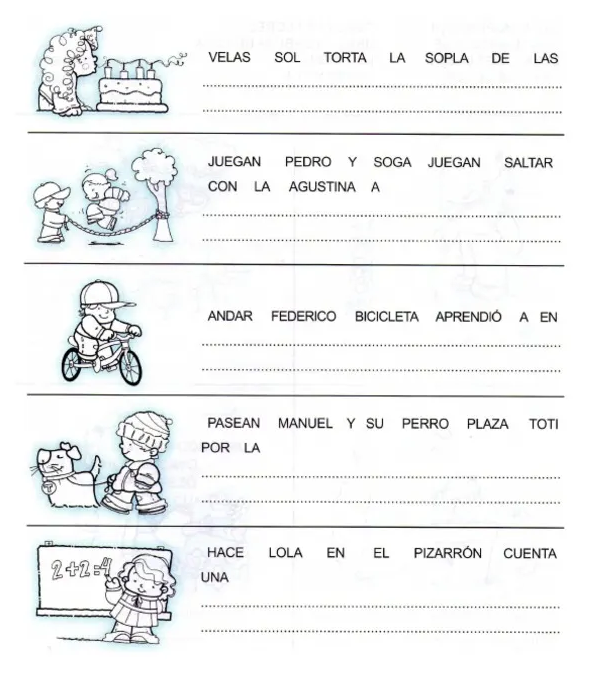 VELAS SOL TORTA LA SOPLA DE LAS
JUEGAN PEDRO Y SOGA JUEGAN SALTAR
CON LA AGUSTINA A
ANDAR FEDERICO BICICLETA APRENDIÓ A EN
PASEAN MANUEL Y SU PERRO PLAZA TOTI
POR LA
2+2=4
HACE LOLA EN EL PIZARRÓN CUENTA
UNA